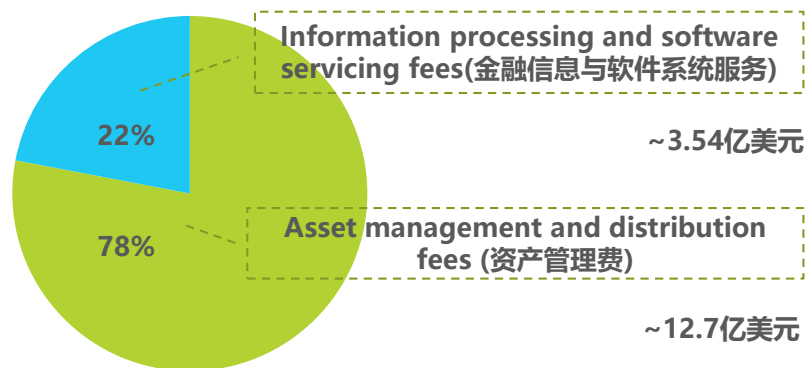 Information processing and software
servicing fees(金融信息与软件系统服务)
22%
~3.54亿美元
Asset management and distribution
fees (资产管理费)
78%
~12.7亿美元